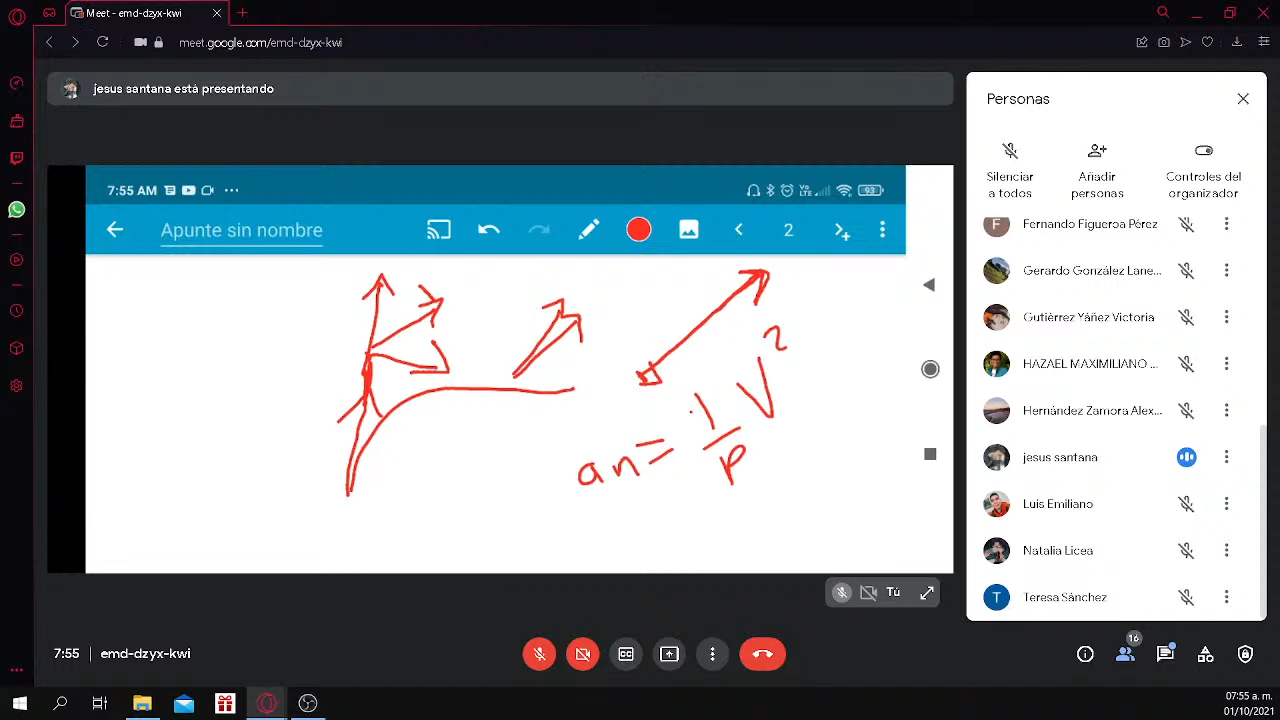 Meet - emd-dzyx-kwi
meet.google.com/emd-dzyx-kwi
jesus santana está presentando
7:55 AM
Vo
LTE
93
Apunte sin nombre
2
an = 1/p V²
Tú
Personas
Silenciar a todos
Añadir personas
Controles del organizador
F
Fernando Figueroa Pérez
Gerardo González Lane...
Gutiérrez Yáñez Victoria
HAZAEL MAXIMILIANO ...
Hernández Zamora Alex...
jesus santana
Luis Emiliano
Natalia Licea
T
Teresa Sánchez
7:55 | emd-dzyx-kwi
16
07:55 a. m.
01/10/2021